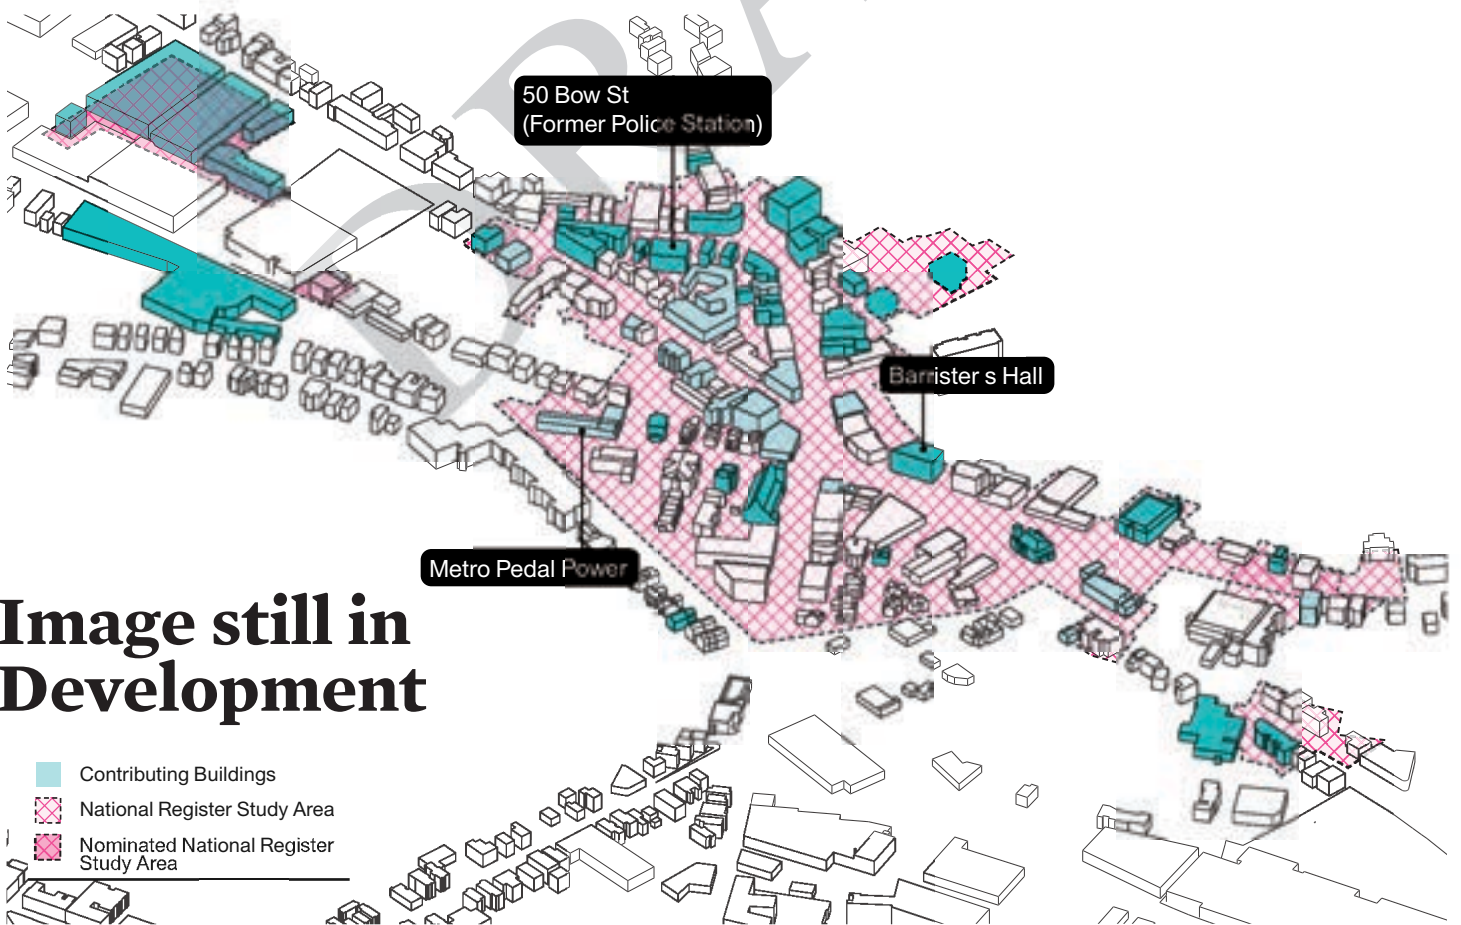 50 Bow St
(Former Police Station)
Barrister s Hall
Metro Pedal Power
Image still in
Development
Contributing Buildings
National Register Study Area
Nominated National Register
Study Area